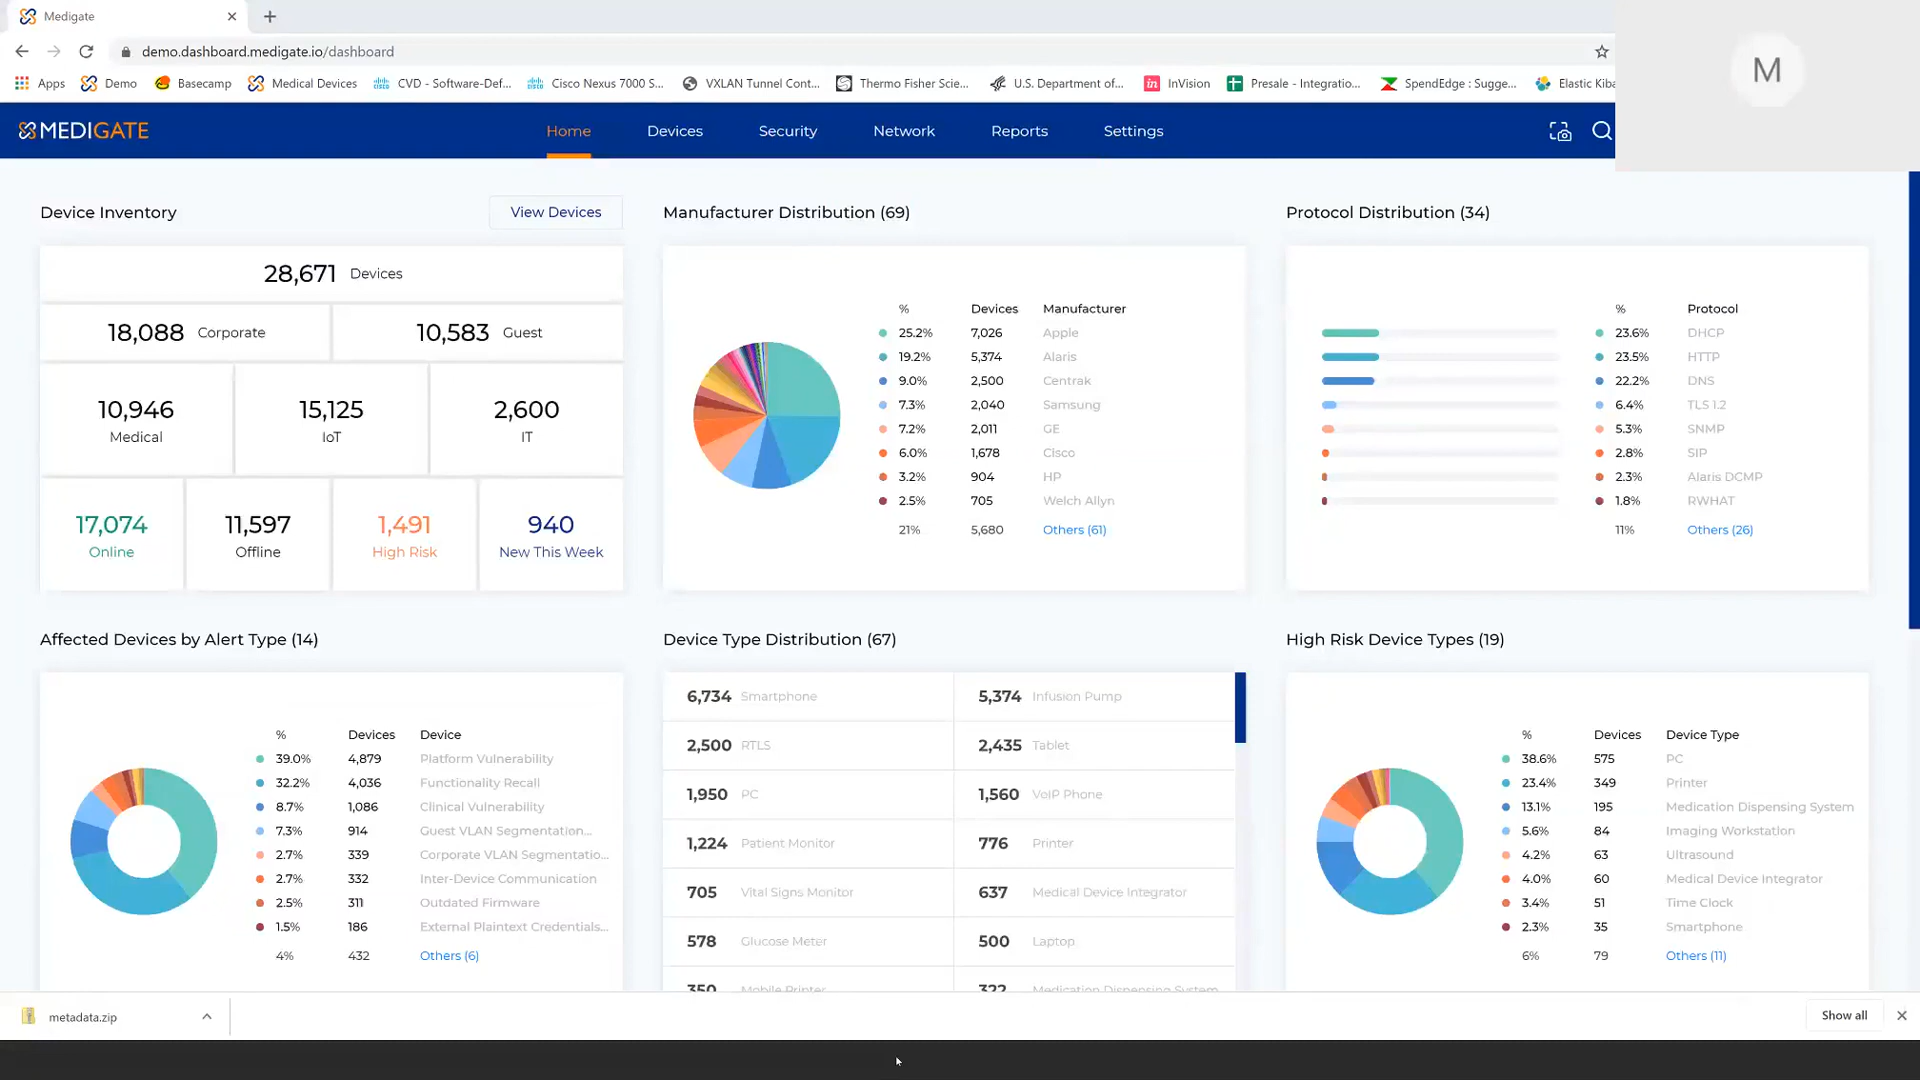 Medigate
demo.dashboard.medigate.io/dashboard
Apps Demo Basecamp Medical Devices CVD - Software-Def... Cisco Nexus 7000 S... VXLAN Tunnel Cont... Thermo Fisher Scie... U.S. Department of... InVision Presale - Integratio... SpendEdge : Sugge... Elastic Kiba
M
MEDIGATE Home Devices Security Network Reports Settings
Device Inventory View Devices
28,671 Devices
18,088 Corporate 10,583 Guest
10,946 15,125 2,600
Medical IoT IT
17,074 11,597 1,491 940
Online Offline High Risk New This Week
Manufacturer Distribution (69)
% Devices Manufacturer
25.2% 7,026 Apple
19.2% 5,374 Alaris
9.0% 2,500 Centrak
7.3% 2,040 Samsung
7.2% 2,011 GE
6.0% 1,678 Cisco
3.2% 904 HP
2.5% 705 Welch Allyn
21% 5,680 Others (61)
Protocol Distribution (34)
% Protocol
23.6% DHCP
23.5% HTTP
22.2% DNS
6.4% TLS 1.2
5.3% SNMP
2.8% SIP
2.3% Alaris DCMP
1.8% RWHAT
11% Others (26)
Affected Devices by Alert Type (14)
% Devices Device
39.0% 4,879 Platform Vulnerability
32.2% 4,036 Functionality Recall
8.7% 1,086 Clinical Vulnerability
7.3% 914 Guest VLAN Segmentation...
2.7% 339 Corporate VLAN Segmentatio...
2.7% 332 Inter-Device Communication
2.5% 311 Outdated Firmware
1.5% 186 External Plaintext Credentials...
4% 432 Others (6)
Device Type Distribution (67)
6,734 Smartphone 5,374 Infusion Pump
2,500 RTLS 2,435 Tablet
1,950 PC 1,560 VoIP Phone
1,224 Patient Monitor 776 Printer
705 Vital Signs Monitor 637 Medical Device Integrator
578 Glucose Meter 500 Laptop
350 Mobile Printer 322 Medication Dispensing System
High Risk Device Types (19)
% Devices Device Type
38.6% 575 PC
23.4% 349 Printer
13.1% 195 Medication Dispensing System
5.6% 84 Imaging Workstation
4.2% 63 Ultrasound
4.0% 60 Medical Device Integrator
3.4% 51 Time Clock
2.3% 35 Smartphone
6% 79 Others (11)
metadata.zip Show all